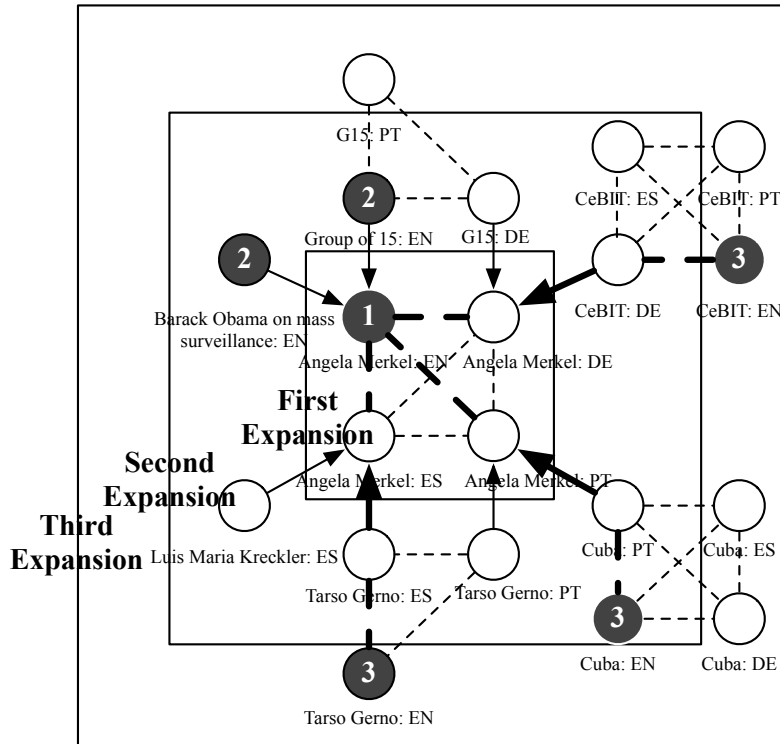 G15: PT
CeBIT: ES
CeBIT: PT
2
Group of 15: EN
G15: DE
2
3
CeBIT: DE
CeBIT: EN
Barack Obama on mass
surveillance: EN
1
Angela Merkel: EN
Angela Merkel: DE
First
Expansion
Second
Expansion
Angela Merkel: ES
Angela Merkel: PT
Third
Expansion
Luis Maria Kreckler: ES
Cuba: PT
Cuba: ES
Tarso Gerno: ES
Tarso Gerno: PT
3
Cuba: EN
Cuba: DE
3
Tarso Gerno: EN